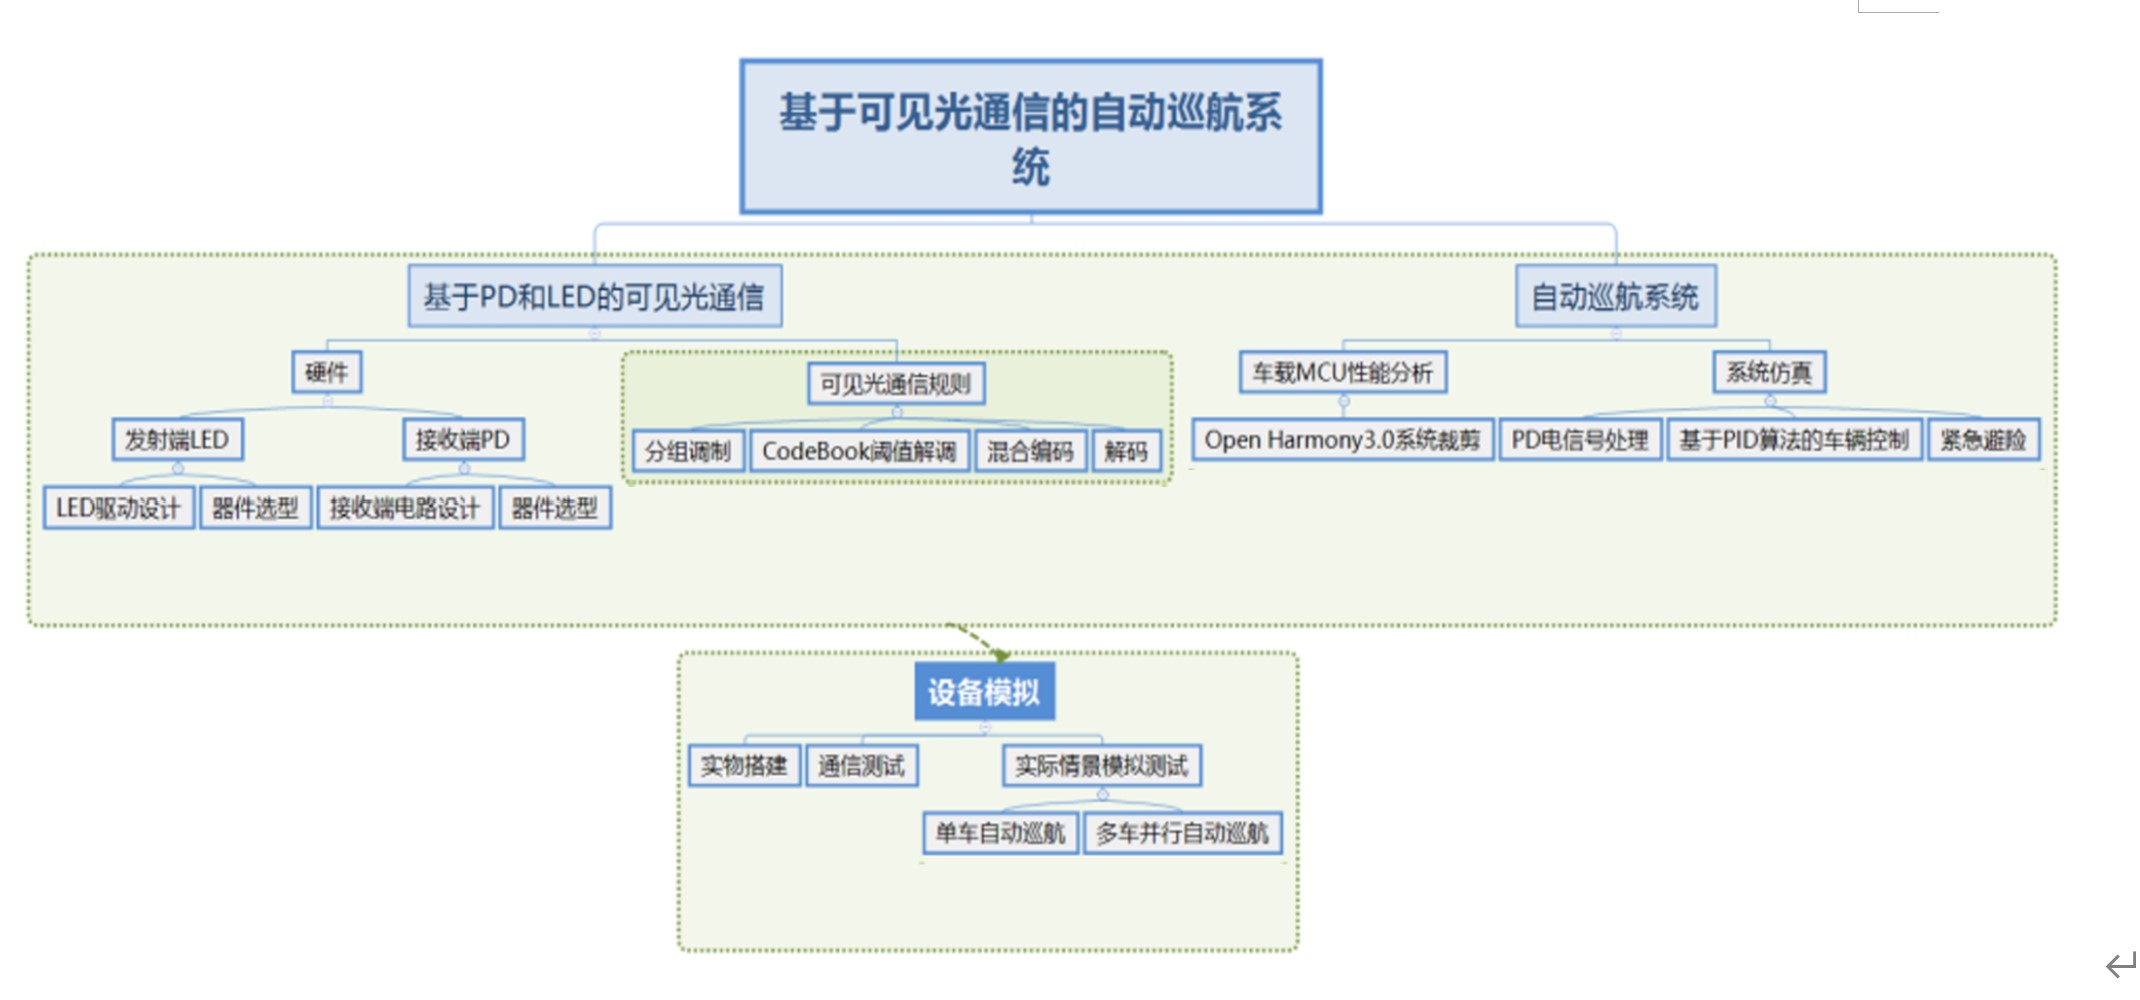 基于可见光通信的自动巡航系
统
基于PD和LED的可见光通信
自动巡航系统
硬件
可见光通信规则
车载MCU性能分析
系统仿真
发射端LED
接收端PD
分组调制
CodeBook阈值解调
混合编码
解码
Open Harmony3.0系统裁剪
PD电信号处理
基于PID算法的车辆控制
紧急避险
LED驱动设计
器件选型
接收端电路设计
器件选型
设备模拟
实物搭建
通信测试
实际情景模拟测试
单车自动巡航
多车并行自动巡航